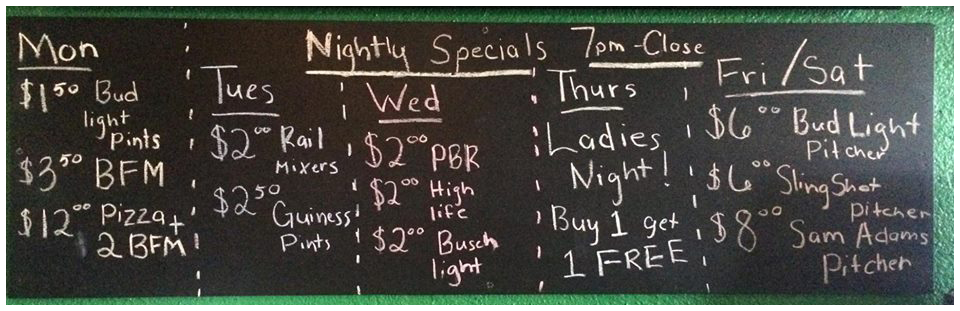 Nightly Specials 7pm-Close
Mon
$1.50 Bud
light
Pints
$3.50 BFM
$12.00 Pizza +
2 BFM
Tues
$2.00 Rail
Mixers
$2.50
Guiness
Pints
Wed
$2.00 PBR
$2.00 High
life
$2.00 Busch
light
Thurs
Ladies
Night!
Buy 1 get
1 FREE
Fri/Sat
$6.00 Bud Light
Pitcher
$6.00 SlingShot
pitcher
$8.00 Sam Adams
pitcher